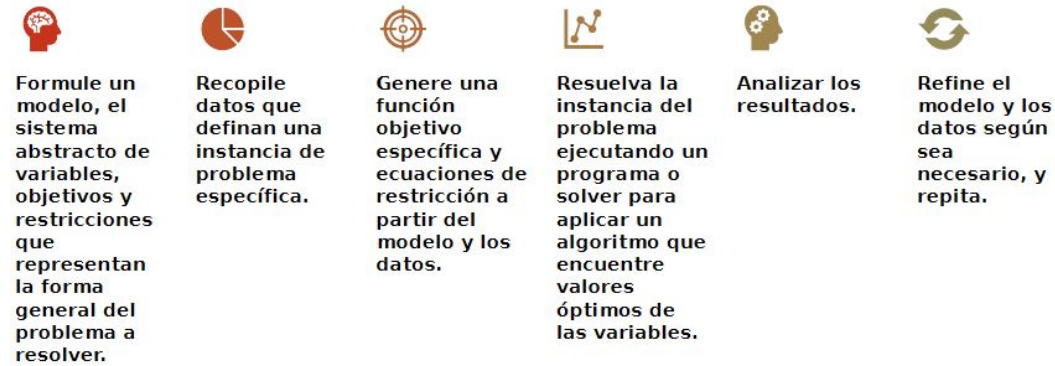 Formule un
modelo, el
sistema
abstracto de
variables,
objetivos y
restricciones
que
representan
la forma
general del
problema a
resolver.
Recopile
datos que
definan una
instancia de
problema
específica.
Genere una
función
objetivo
específica y
ecuaciones de
restricción a
partir del
modelo y los
datos.
Resuelva la
instancia del
problema
ejecutando un
programa o
solver para
aplicar un
algoritmo que
encuentre
valores
óptimos de
las variables.
Analizar los
resultados.
Refine el
modelo y los
datos según
sea
necesario, y
repita.